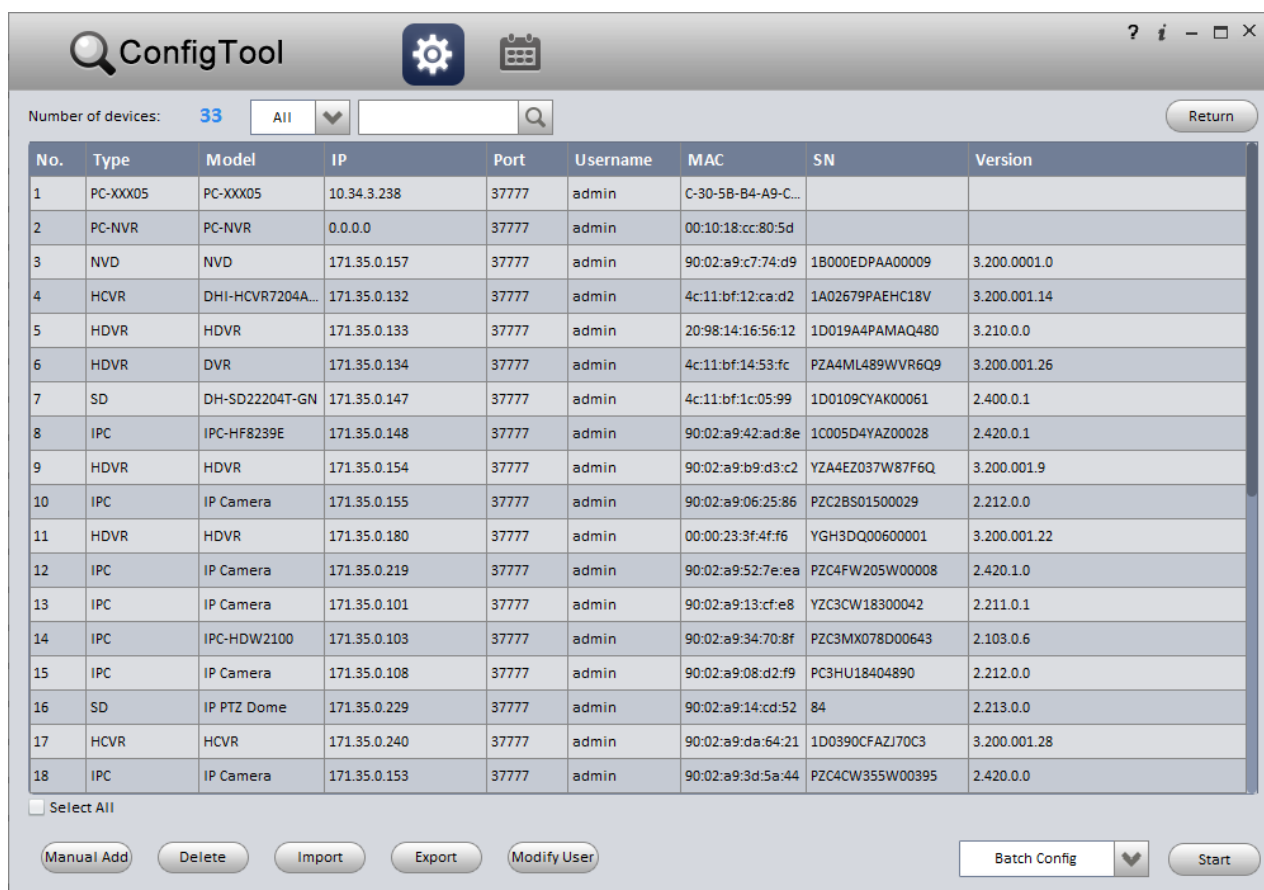 ConfigTool
? i
Number of devices: 33 All Return
No. Type Model IP Port Username MAC SN Version
1 PC-XXX05 PC-XXX05 10.34.3.238 37777 admin C-30-5B-B4-A9-C...
2 PC-NVR PC-NVR 0.0.0.0 37777 admin 00:10:18:cc:80:5d
3 NVD NVD 171.35.0.157 37777 admin 90:02:a9:c7:74:d9 1B000EDPAA00009 3.200.0001.0
4 HCVR DHI-HCVR7204A... 171.35.0.132 37777 admin 4c:11:bf:12:ca:d2 1A02679PAEHC18V 3.200.001.14
5 HDVR HDVR 171.35.0.133 37777 admin 20:98:14:16:56:12 1D019A4PAMAQ480 3.210.0.0
6 HDVR DVR 171.35.0.134 37777 admin 4c:11:bf:14:53:fc PZA4ML489WVR6Q9 3.200.001.26
7 SD DH-SD22204T-GN 171.35.0.147 37777 admin 4c:11:bf:1c:05:99 1D0109CYAK00061 2.400.0.1
8 IPC IPC-HF8239E 171.35.0.148 37777 admin 90:02:a9:42:ad:8e 1C005D4YAZ00028 2.420.0.1
9 HDVR HDVR 171.35.0.154 37777 admin 90:02:a9:b9:d3:c2 YZA4EZ037W87F6Q 3.200.001.9
10 IPC IP Camera 171.35.0.155 37777 admin 90:02:a9:06:25:86 PZC2BS01500029 2.212.0.0
11 HDVR HDVR 171.35.0.180 37777 admin 00:00:23:3f:4f:f6 YGH3DQ00600001 3.200.001.22
12 IPC IP Camera 171.35.0.219 37777 admin 90:02:a9:52:7e:ea PZC4FW205W00008 2.420.1.0
13 IPC IP Camera 171.35.0.101 37777 admin 90:02:a9:13:cf:e8 YZC3CW18300042 2.211.0.1
14 IPC IPC-HDW2100 171.35.0.103 37777 admin 90:02:a9:34:70:8f PZC3MX078D00643 2.103.0.6
15 IPC IP Camera 171.35.0.108 37777 admin 90:02:a9:08:d2:f9 PC3HU18404890 2.212.0.0
16 SD IP PTZ Dome 171.35.0.229 37777 admin 90:02:a9:14:cd:52 84 2.213.0.0
17 HCVR HCVR 171.35.0.240 37777 admin 90:02:a9:da:64:21 1D0390CFAZJ70C3 3.200.001.28
18 IPC IP Camera 171.35.0.153 37777 admin 90:02:a9:3d:5a:44 PZC4CW355W00395 2.420.0.0
Select All
Manual Add Delete Import Export Modify User Batch Config Start